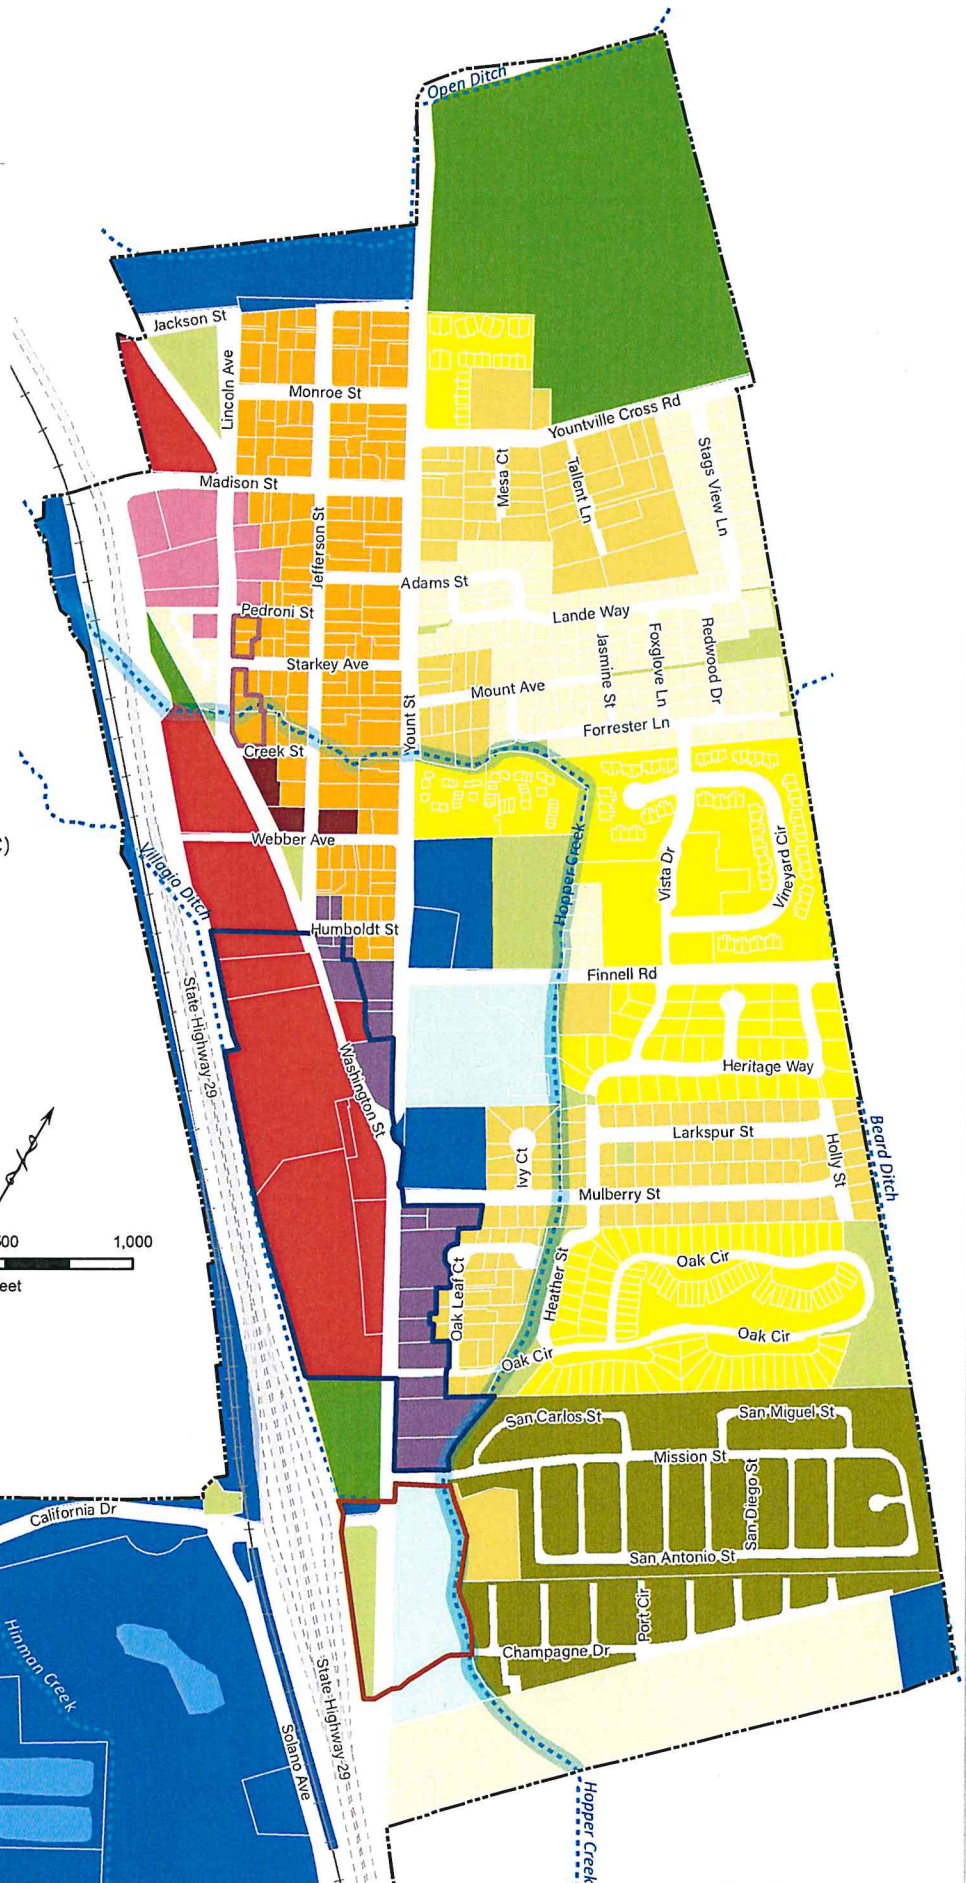 Open Ditch
Jackson St
Lincoln Ave
Monroe St
Yountville Cross Rd
Madison St
Mesa Ct
Tallent Ln
Stags View Ln
Jefferson St
Adams St
Pedroni St
Lande Way
Starkey Ave
Jasmine St
Foxglove Ln
Redwood Dr
Mount Ave
Yount St
Forrester Ln
Creek St
Webber Ave
C)
Villagio Ditch
Hopper Creek
Vista Dr
Vineyard Cir
Humboldt St
Finnell Rd
State Highway 29
Washington St
Heritage Way
Larkspur St
Ivy Ct
Holly St
Beard Ditch
Mulberry St
1,000
eet
Oak Leaf Ct
Heather St
Oak Cir
Oak Cir
Oak Cir
San Carlos St
San Miguel St
Mission St
San Diego St
California Dr
San Antonio St
Port Cir
Hinman Creek
Champagne Dr
State Highway 29
Solano Ave
Hopper Creek